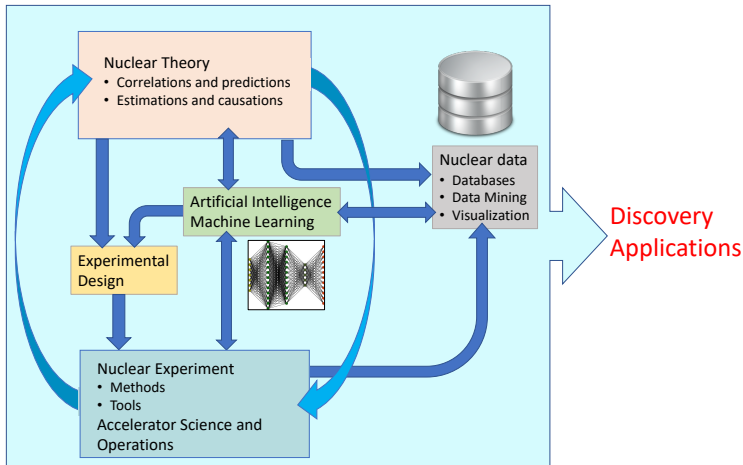 Nuclear Theory
• Correlations and predictions
• Estimations and causations
Nuclear data
• Databases
• Data Mining
• Visualization
Artificial Intelligence
Machine Learning
Discovery
Applications
Experimental
Design
Nuclear Experiment
• Methods
• Tools
Accelerator Science and
Operations